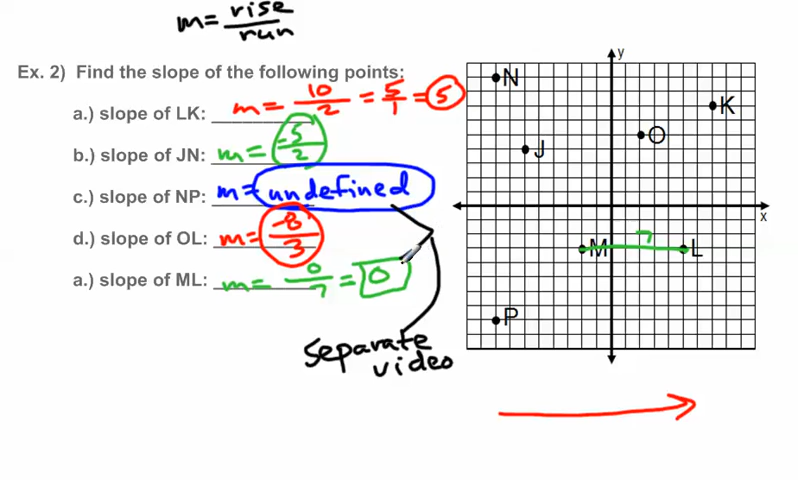 m = rise/run
Ex. 2) Find the slope of the following points:
a.) slope of LK: m = 10/2 = 5/1 = 5
b.) slope of JN: m = -5/2
c.) slope of NP: m = undefined
d.) slope of OL: m = -8/3
a.) slope of ML: m = 0/7 = 0
separate
video
y
N
K
O
J
x
7
M L
P